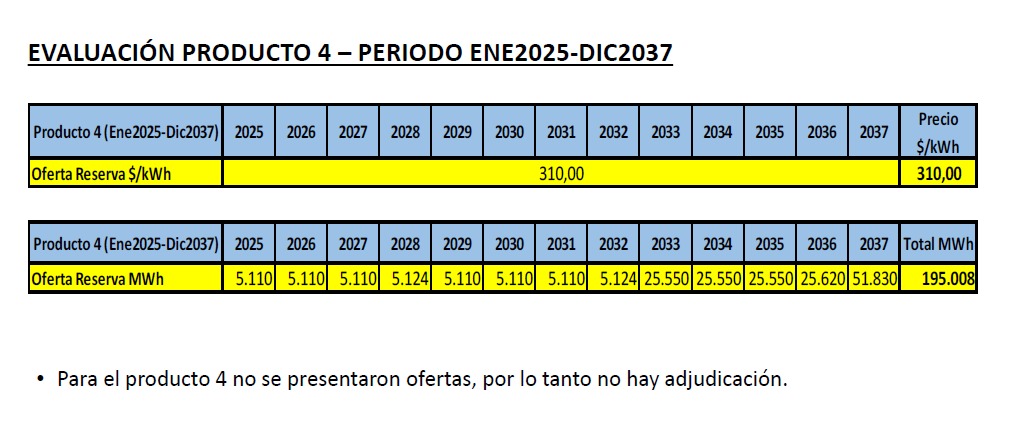 EVALUACIÓN PRODUCTO 4 – PERIODO ENE2025-DIC2037
Producto 4 (Ene2025-Dic2037) 2025 2026 2027 2028 2029 2030 2031 2032 2033 2034 2035 2036 2037 Precio $/kWh
Oferta Reserva $/kWh 310,00 310,00
Producto 4 (Ene2025-Dic2037) 2025 2026 2027 2028 2029 2030 2031 2032 2033 2034 2035 2036 2037 Total MWh
Oferta Reserva MWh 5.110 5.110 5.110 5.124 5.110 5.110 5.110 5.124 25.550 25.550 25.550 25.620 51.830 195.008
• Para el producto 4 no se presentaron ofertas, por lo tanto no hay adjudicación.